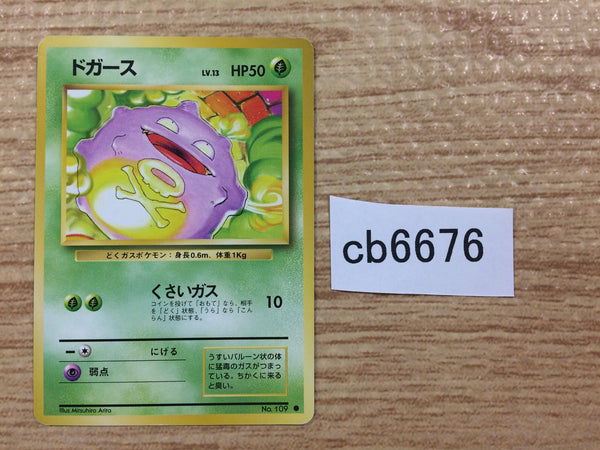 ドガース LV.13 HP50
どくガスポケモン：身長0.6m、体重1Kg
くさいガス 10
コインを投げて「おもて」なら、相手
を「どく」状態、「うら」なら「こん
らん」状態にする。
にげる
弱点
うすいバルーン状の体
に猛毒のガスがつまっ
ている。ちかくに来る
と臭い。
Illus.Mitsuhiro Arita
No. 109 ●
cb6676